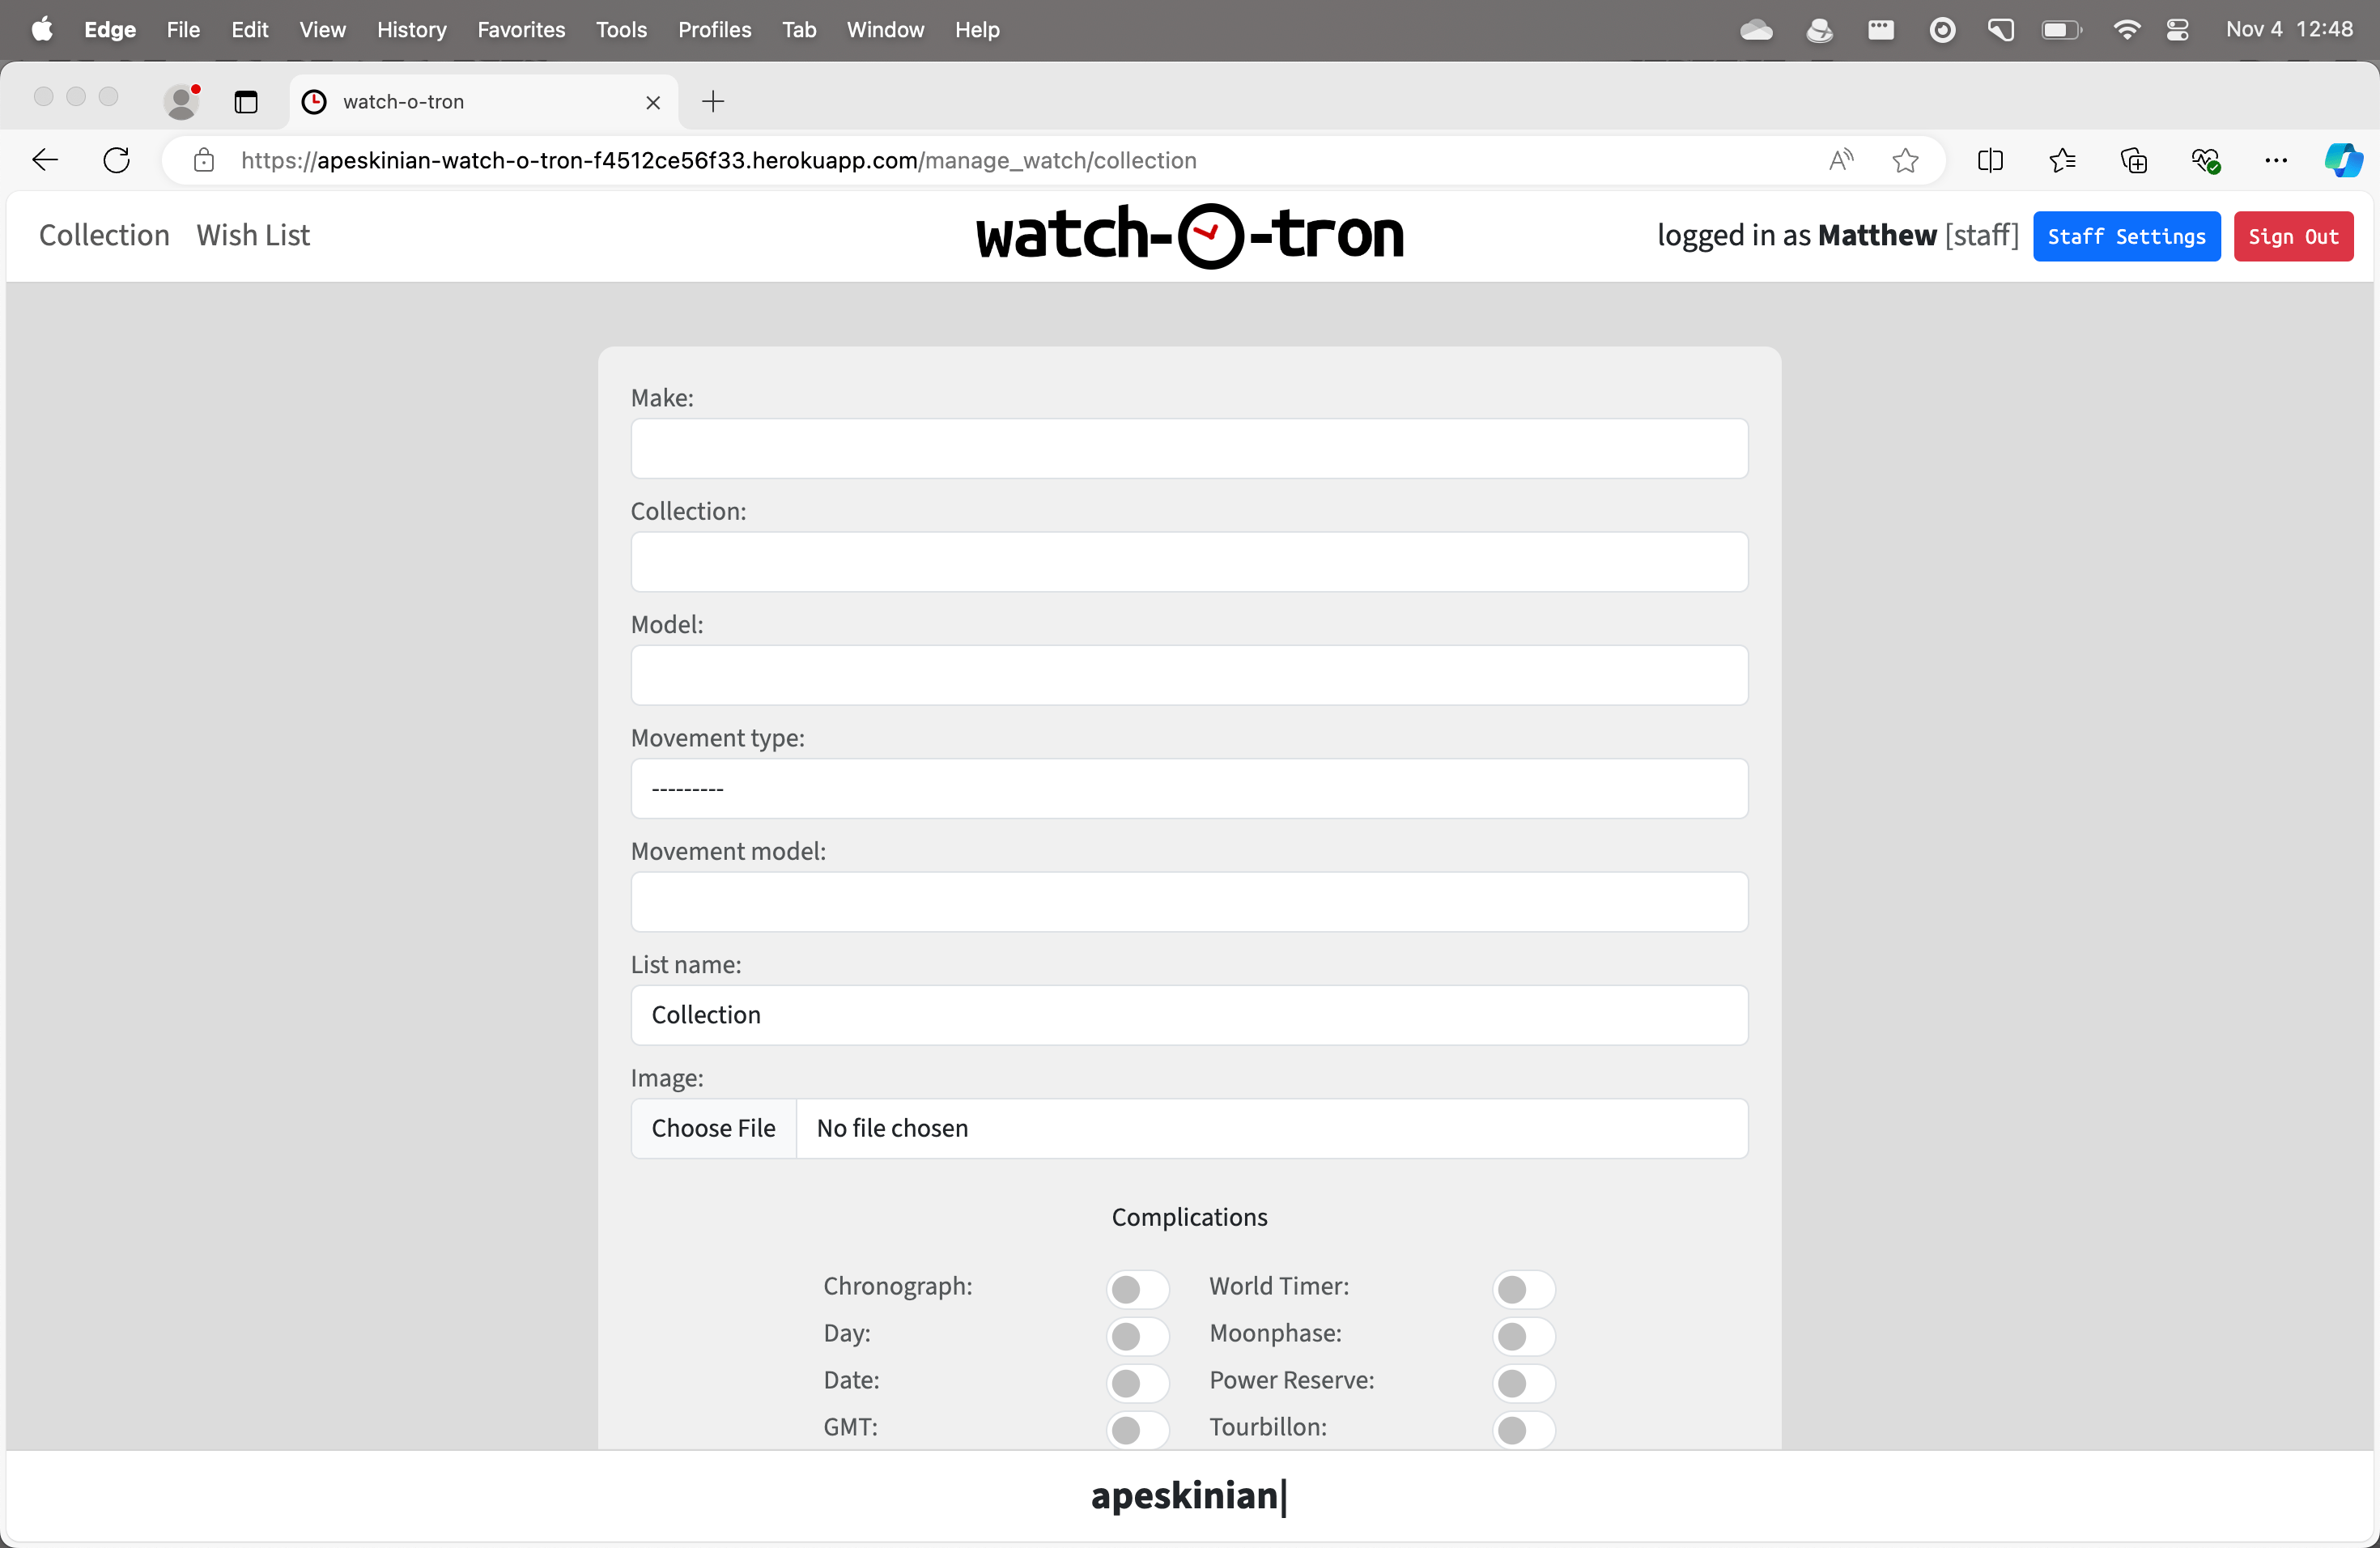 Edge File Edit View History Favorites Tools Profiles Tab Window Help Nov 4 12:48
watch-o-tron
https://apeskinian-watch-o-tron-f4512ce56f33.herokuapp.com/manage_watch/collection
Collection Wish List watch-o-tron logged in as Matthew [staff] Staff Settings Sign Out
Make:
Collection:
Model:
Movement type:
---------
Movement model:
List name:
Collection
Image:
Choose File No file chosen
Complications
Chronograph: World Timer:
Day: Moonphase:
Date: Power Reserve:
GMT: Tourbillon:
apeskinian|